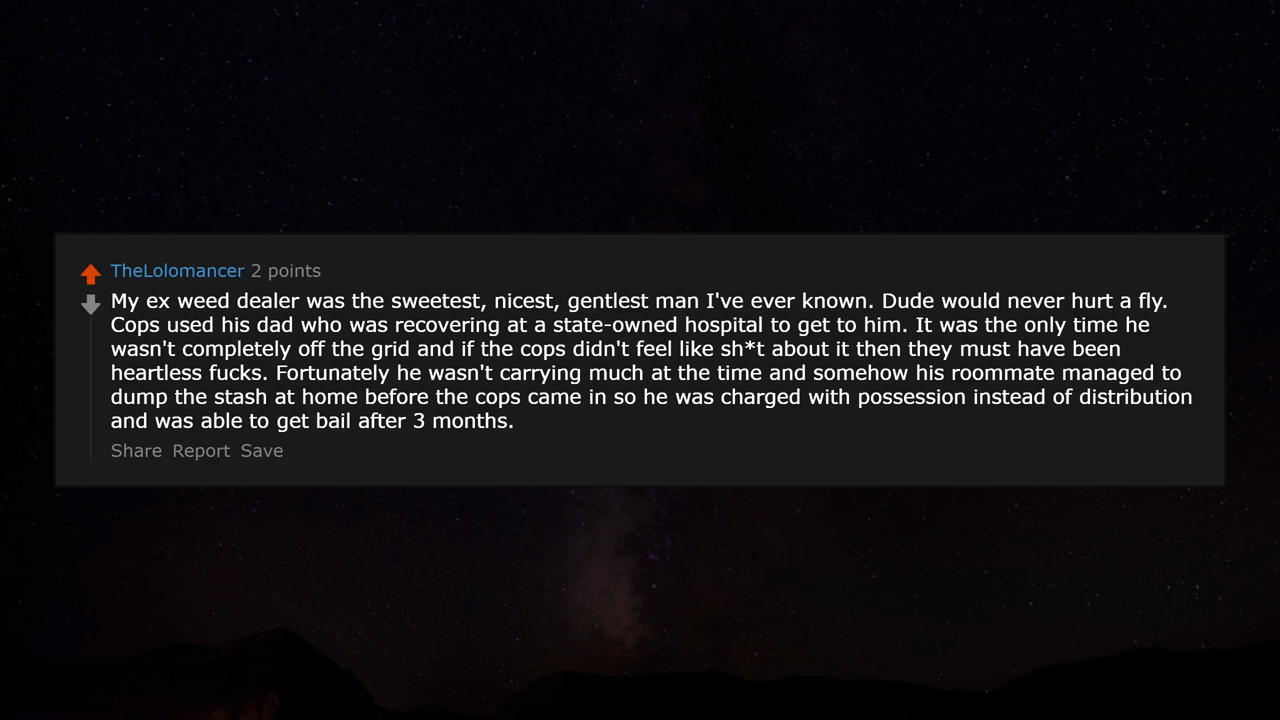 TheLolomancer 2 points
My ex weed dealer was the sweetest, nicest, gentlest man I've ever known. Dude would never hurt a fly.
Cops used his dad who was recovering at a state-owned hospital to get to him. It was the only time he
wasn't completely off the grid and if the cops didn't feel like sh*t about it then they must have been
heartless fucks. Fortunately he wasn't carrying much at the time and somehow his roommate managed to
dump the stash at home before the cops came in so he was charged with possession instead of distribution
and was able to get bail after 3 months.
Share Report Save